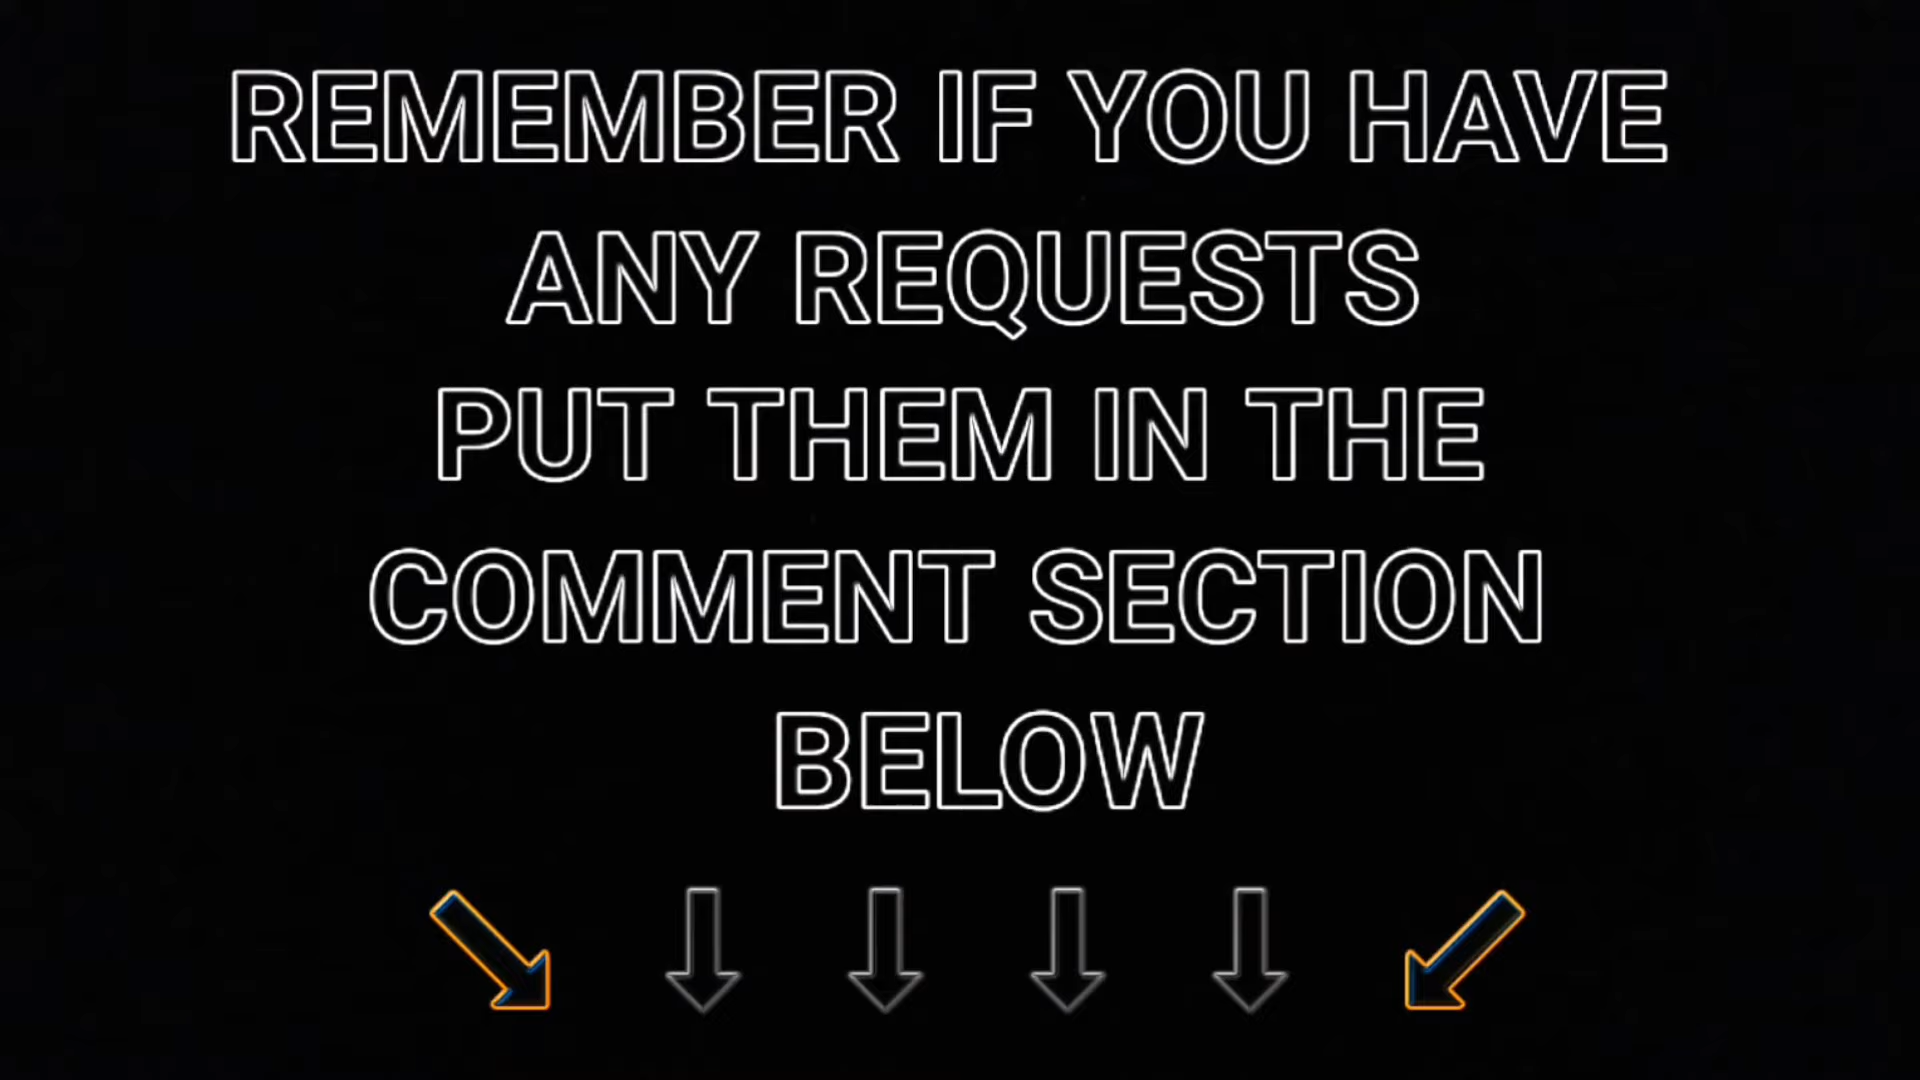 REMEMBER IF YOU HAVE
ANY REQUESTS
PUT THEM IN THE
COMMENT SECTION
BELOW